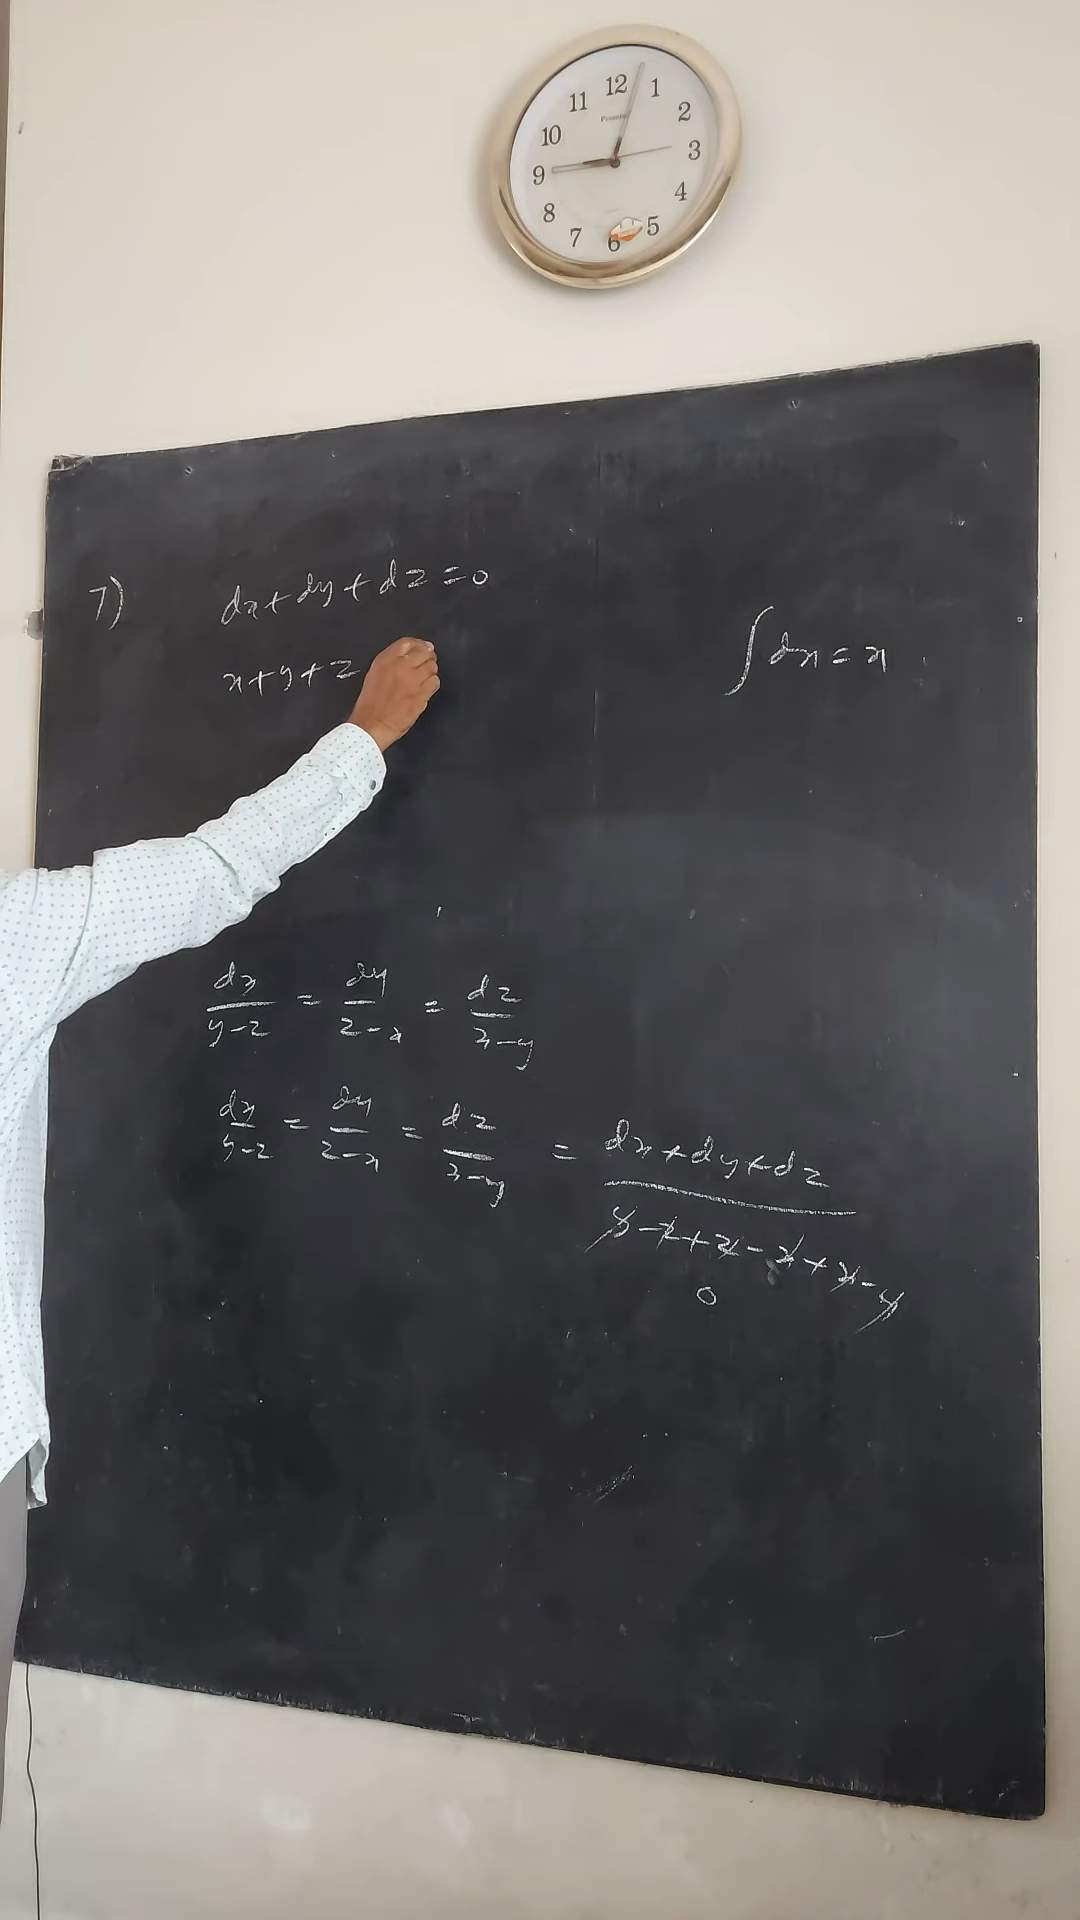 12
1
2
3
4
5
6
7
8
9
10
11
7) dx+dy+dz=0
x+y+z
∫dx=x
dx/y-z = dy/z-x = dz/x-y
dx/y-z = dy/z-x = dz/x-y = dx+dy+dz/y-z+z-x+x-y
0